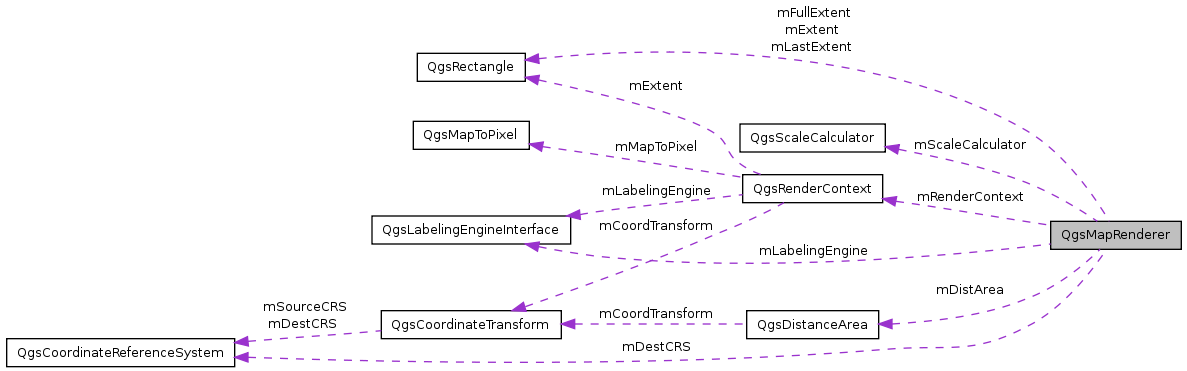 mFullExtent
mExtent
mLastExtent
QgsRectangle
mExtent
QgsMapToPixel
QgsScaleCalculator
mScaleCalculator
mMapToPixel
QgsRenderContext
mLabelingEngine
mRenderContext
QgsLabelingEngineInterface
mCoordTransform
QgsMapRenderer
mLabelingEngine
mDistArea
mSourceCRS
mDestCRS
QgsCoordinateTransform
mCoordTransform
QgsDistanceArea
QgsCoordinateReferenceSystem
mDestCRS